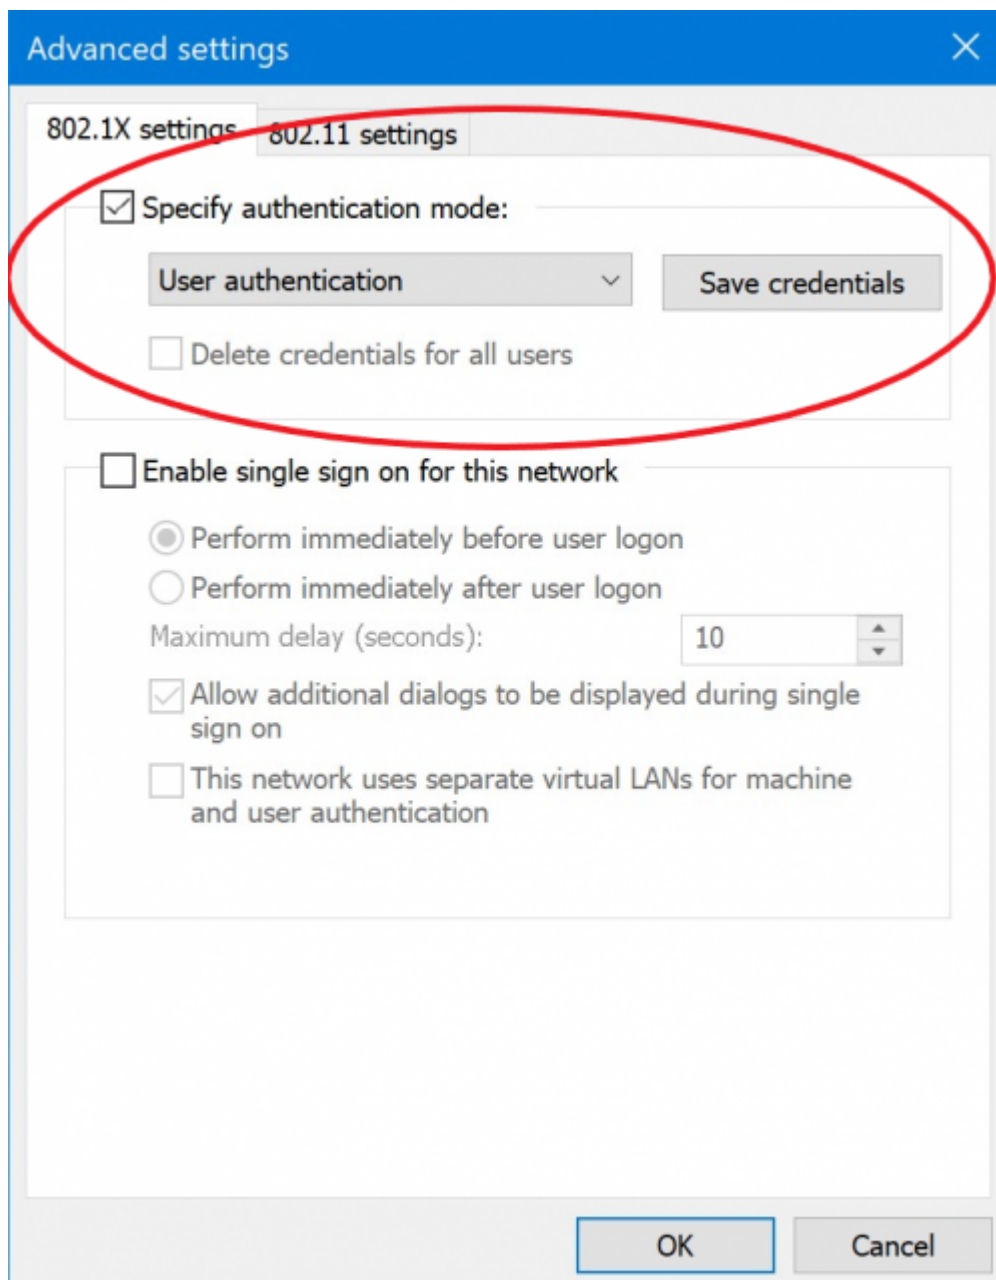 Advanced settings
802.1X settings
802.11 settings
Specify authentication mode:
User authentication
Save credentials
Delete credentials for all users
Enable single sign on for this network
Perform immediately before user logon
Perform immediately after user logon
Maximum delay (seconds):
10
Allow additional dialogs to be displayed during single
sign on
This network uses separate virtual LANs for machine
and user authentication
OK
Cancel